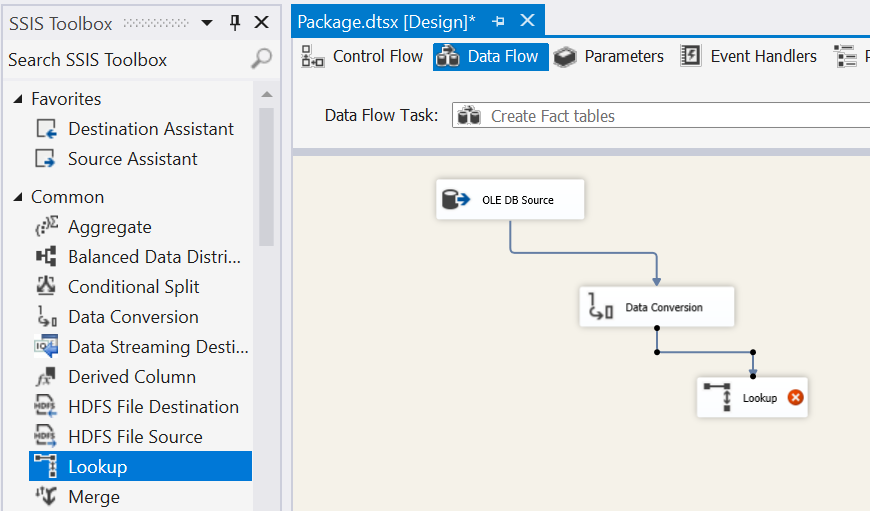 SSIS Toolbox
Search SSIS Toolbox
Favorites
Destination Assistant
Source Assistant
Common
Aggregate
Balanced Data Distri...
Conditional Split
Data Conversion
Data Streaming Desti...
Derived Column
HDFS File Destination
HDFS File Source
Lookup
Merge
Package.dtsx [Design]*
Control Flow Data Flow Parameters Event Handlers
Data Flow Task: Create Fact tables
OLE DB Source
Data Conversion
Lookup